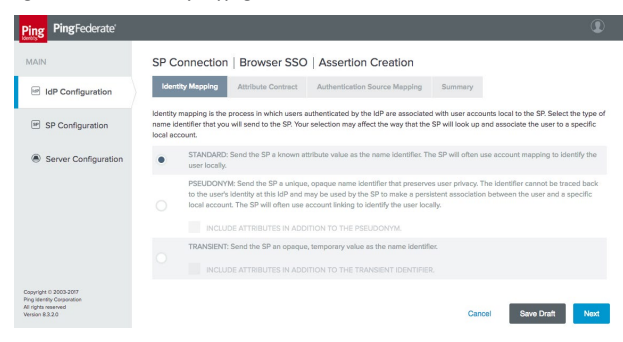 Ping
Identity
PingFederate®
MAIN
IdP
IdP Configuration
SP
SP Configuration
Server Configuration
Copyright © 2003-2017
Ping Identity Corporation
All rights reserved
Version 8.3.2.0
SP Connection | Browser SSO | Assertion Creation
Identity Mapping
Attribute Contract
Authentication Source Mapping
Summary
Identity mapping is the process in which users authenticated by the IdP are associated with user accounts local to the SP. Select the type of
name identifier that you will send to the SP. Your selection may affect the way that the SP will look up and associate the user to a specific
local account.
STANDARD: Send the SP a known attribute value as the name identifier. The SP will often use account mapping to identify the
user locally.
PSEUDONYM: Send the SP a unique, opaque name identifier that preserves user privacy. The identifier cannot be traced back
to the user's identity at this IdP and may be used by the SP to make a persistent association between the user and a specific
local account. The SP will often use account linking to identify the user locally.
INCLUDE ATTRIBUTES IN ADDITION TO THE PSEUDONYM.
TRANSIENT: Send the SP an opaque, temporary value as the name identifier.
INCLUDE ATTRIBUTES IN ADDITION TO THE TRANSIENT IDENTIFIER.
Cancel
Save Draft
Next